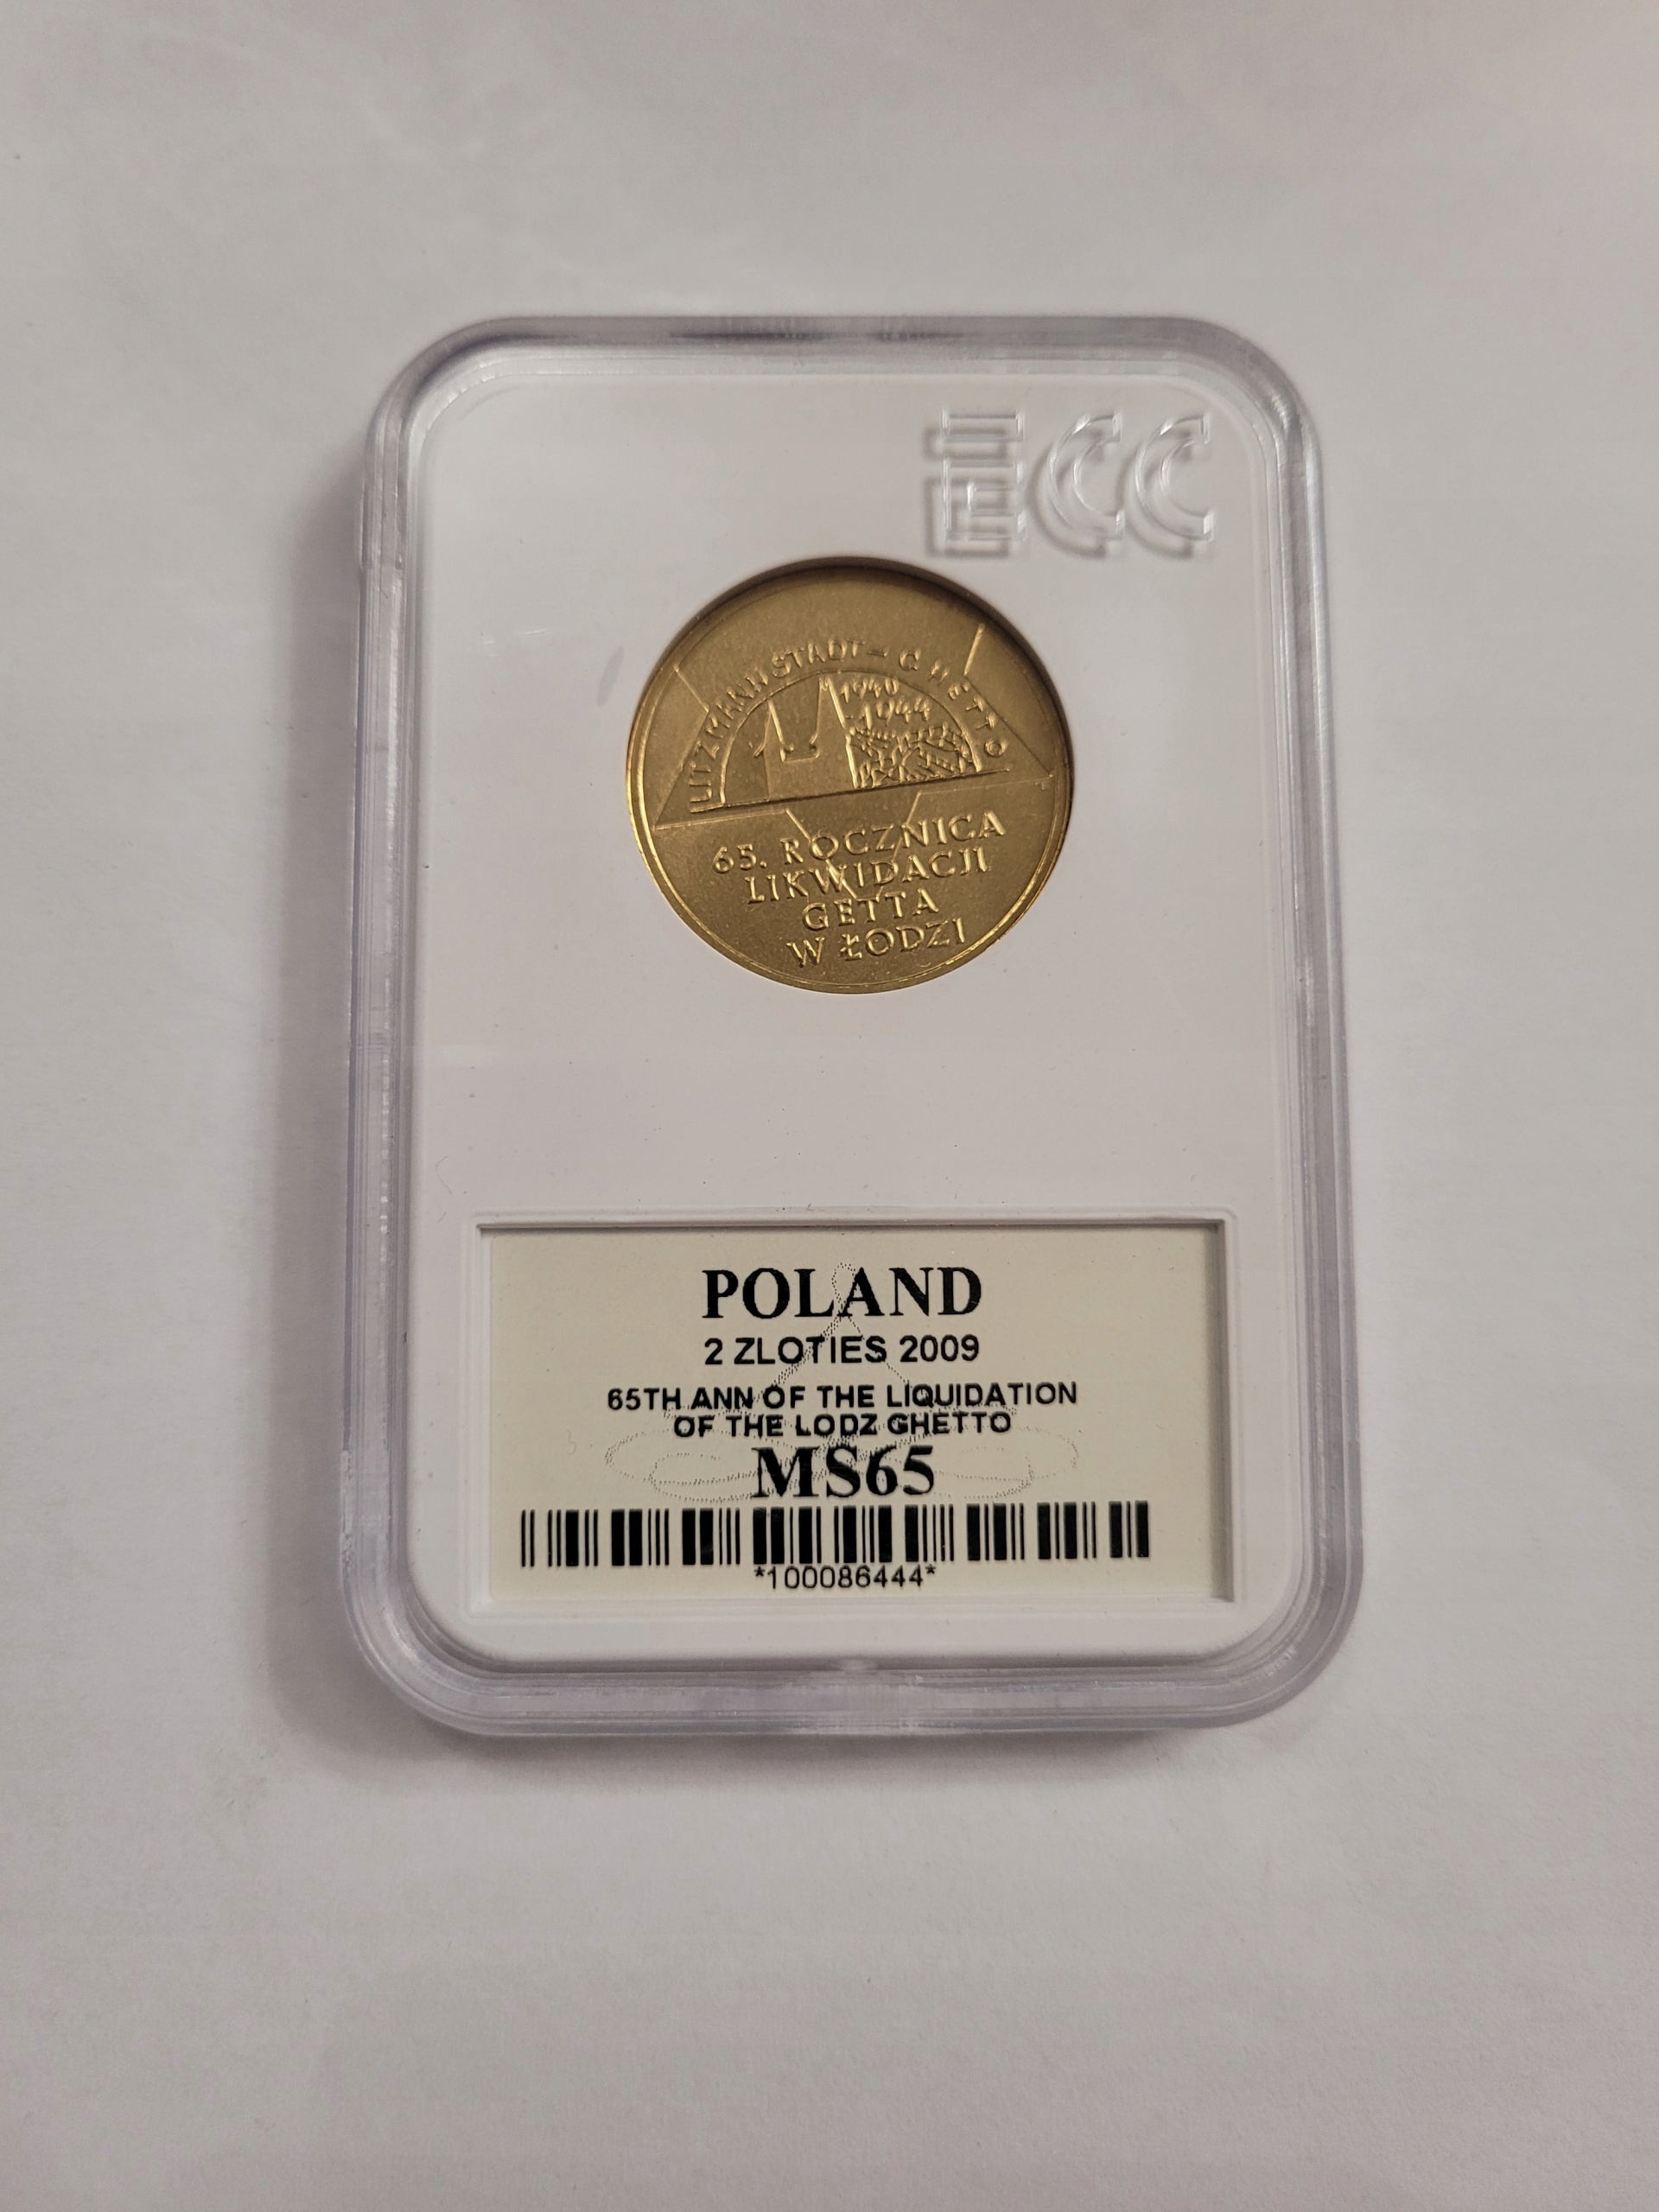 ECC
LITZMANNSTADT - GHETTO
1940
1944
65. ROCZNICA
LIKWIDACJI
GETTA
W ŁODZI
POLAND
2 ZLOTIES 2009
65TH ANN OF THE LIQUIDATION
OF THE LODZ GHETTO
MS65
*100086444*